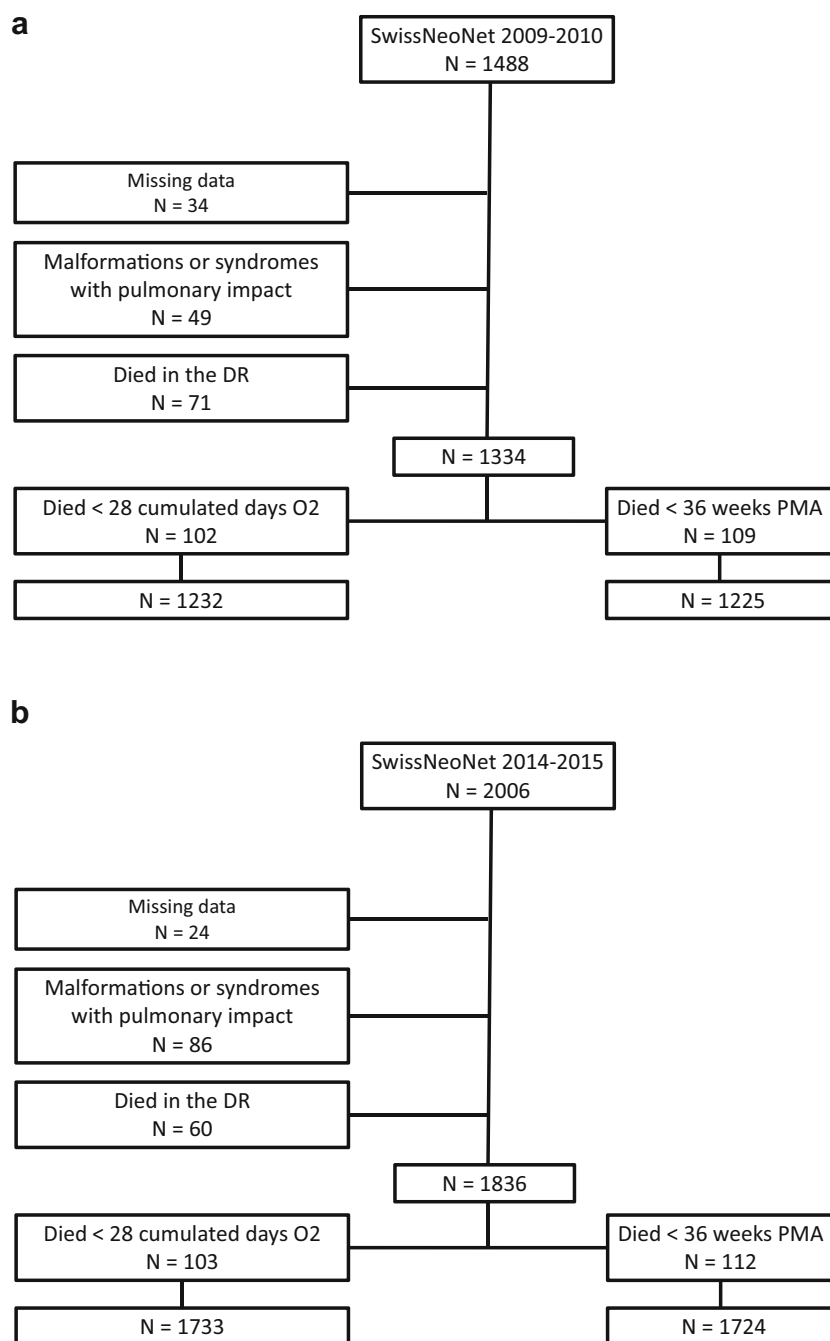 a
SwissNeoNet 2009-2010
N = 1488
Missing data
N = 34
Malformations or syndromes
with pulmonary impact
N = 49
Died in the DR
N = 71
N = 1334
Died < 28 cumulated days O2
N = 102
Died < 36 weeks PMA
N = 109
N = 1232
N = 1225
b
SwissNeoNet 2014-2015
N = 2006
Missing data
N = 24
Malformations or syndromes
with pulmonary impact
N = 86
Died in the DR
N = 60
N = 1836
Died < 28 cumulated days O2
N = 103
Died < 36 weeks PMA
N = 112
N = 1733
N = 1724